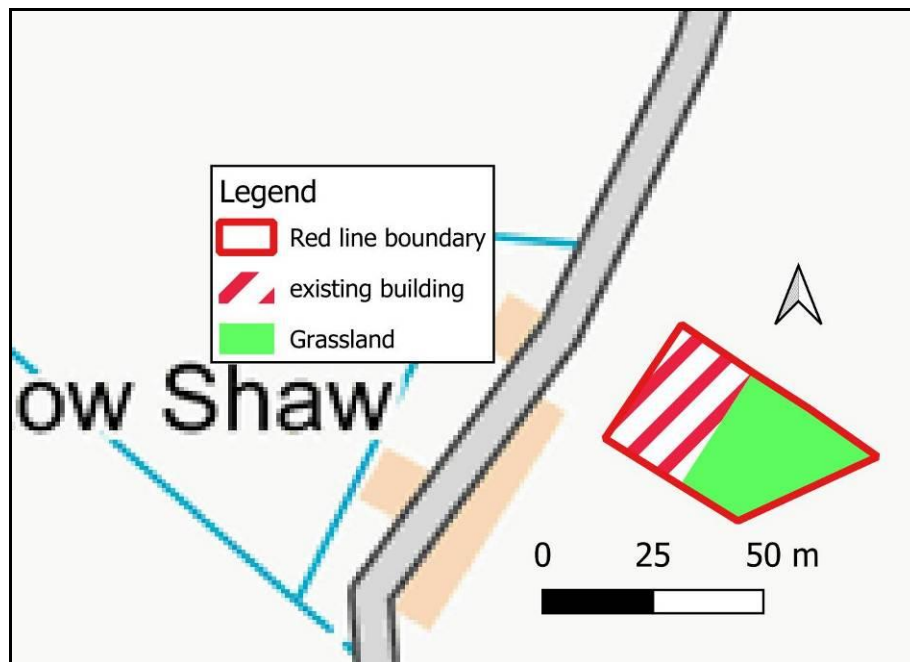 Legend
Red line boundary
existing building
Grassland
ow Shaw
0 25 50 m